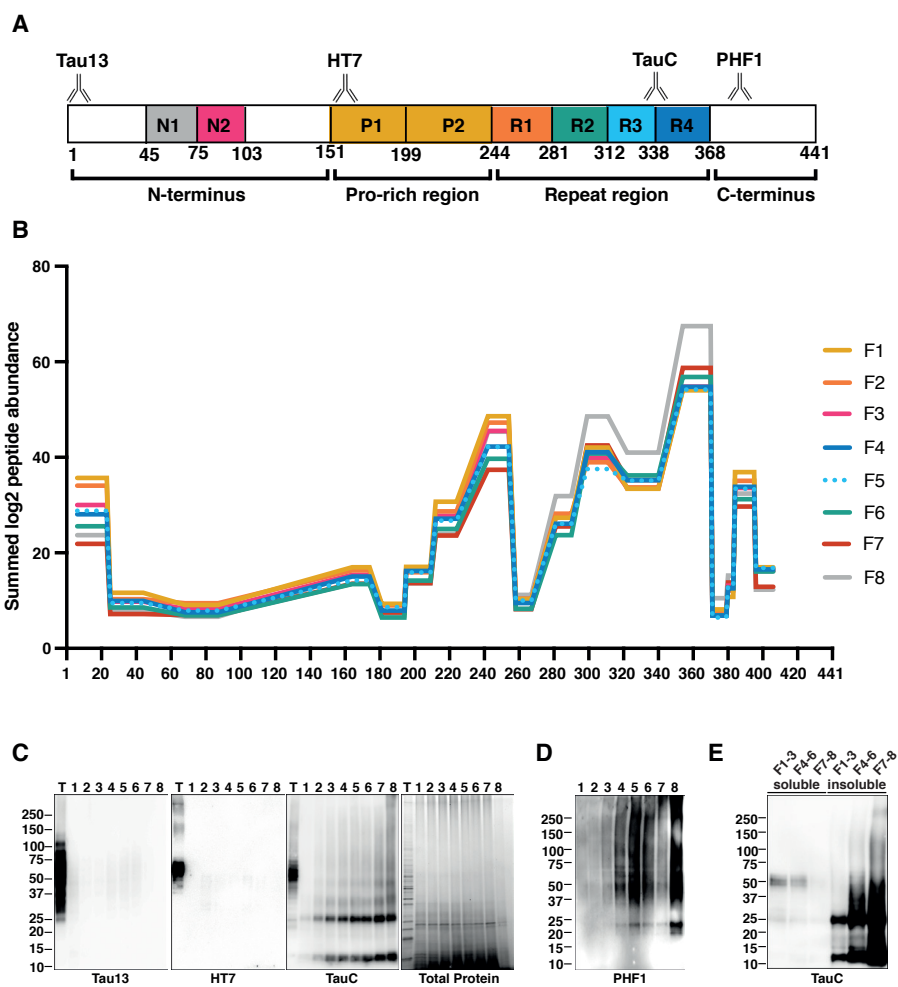 A
Tau13 HT7 TauC PHF1
N1 N2 P1 P2 R1 R2 R3 R4
1 45 75 103 151 199 244 281 312 338 368 441
N-terminus Pro-rich region Repeat region C-terminus
B
Summed log2 peptide abundance
80
60
40
20
0
1 20 40 60 80 100 120 140 160 180 200 220 240 260 280 300 320 340 360 380 400 420 441
F1
F2
F3
F4
F5
F6
F7
F8
C
T 1 2 3 4 5 6 7 8 T 1 2 3 4 5 6 7 8 T 1 2 3 4 5 6 7 8 T 1 2 3 4 5 6 7 8
250
150
100
75
50
37
25
20
15
10
Tau13 HT7 TauC Total Protein
D
1 2 3 4 5 6 7 8
250
150
100
75
50
37
25
20
15
10
PHF1
E
F1-3 F4-6 F7-8 F1-3 F4-6 F7-8
soluble insoluble
250
150
100
75
50
37
25
20
15
10
TauC